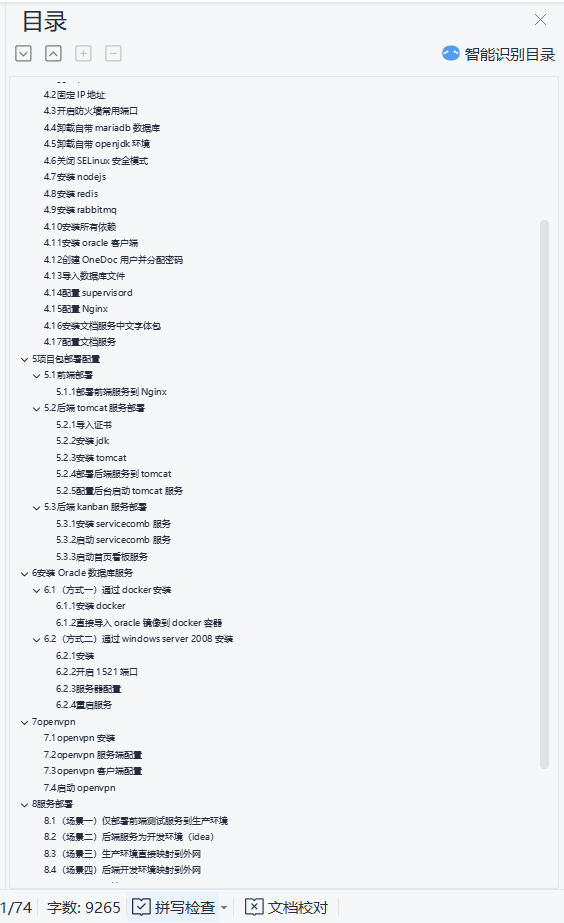 目录
智能识别目录
4.2固定 IP 地址
4.3开启防火墙常用端口
4.4卸载自带 mariadb 数据库
4.5卸载自带 openjdk 环境
4.6关闭 SELinux 安全模式
4.7安装 nodejs
4.8安装 redis
4.9安装 rabbitmq
4.10安装所有依赖
4.11安装 oracle 客户端
4.12创建 OneDoc 用户并分配密码
4.13导入数据库文件
4.14配置 supervisord
4.15配置 Nginx
4.16安装文档服务中文字体包
4.17配置文档服务
5项目包部署配置
5.1前端部署
5.1.1部署前端服务到 Nginx
5.2后端 tomcat 服务部署
5.2.1导入证书
5.2.2安装 jdk
5.2.3安装 tomcat
5.2.4部署后端服务到 tomcat
5.2.5配置后台启动 tomcat 服务
5.3后端 kanban 服务部署
5.3.1安装 servicecomb 服务
5.3.2启动 servicecomb 服务
5.3.3启动首页看板服务
6安装 Oracle 数据库服务
6.1（方式一）通过 docker 安装
6.1.1安装 docker
6.1.2直接导入 oracle 镜像到 docker 容器
6.2（方式二）通过 windows server 2008 安装
6.2.1安装
6.2.2开启 1521 端口
6.2.3服务器配置
6.2.4重启服务
7openvpn
7.1openvpn 安装
7.2openvpn 服务端配置
7.3openvpn 客户端配置
7.4启动 openvpn
8服务部署
8.1（场景一）仅部署前端测试服务到生产环境
8.2（场景二）后端服务为开发环境（idea）
8.3（场景三）生产环境直接映射到外网
8.4（场景四）后端开发环境映射到外网
1/74 字数: 9265 拼写检查 文档校对